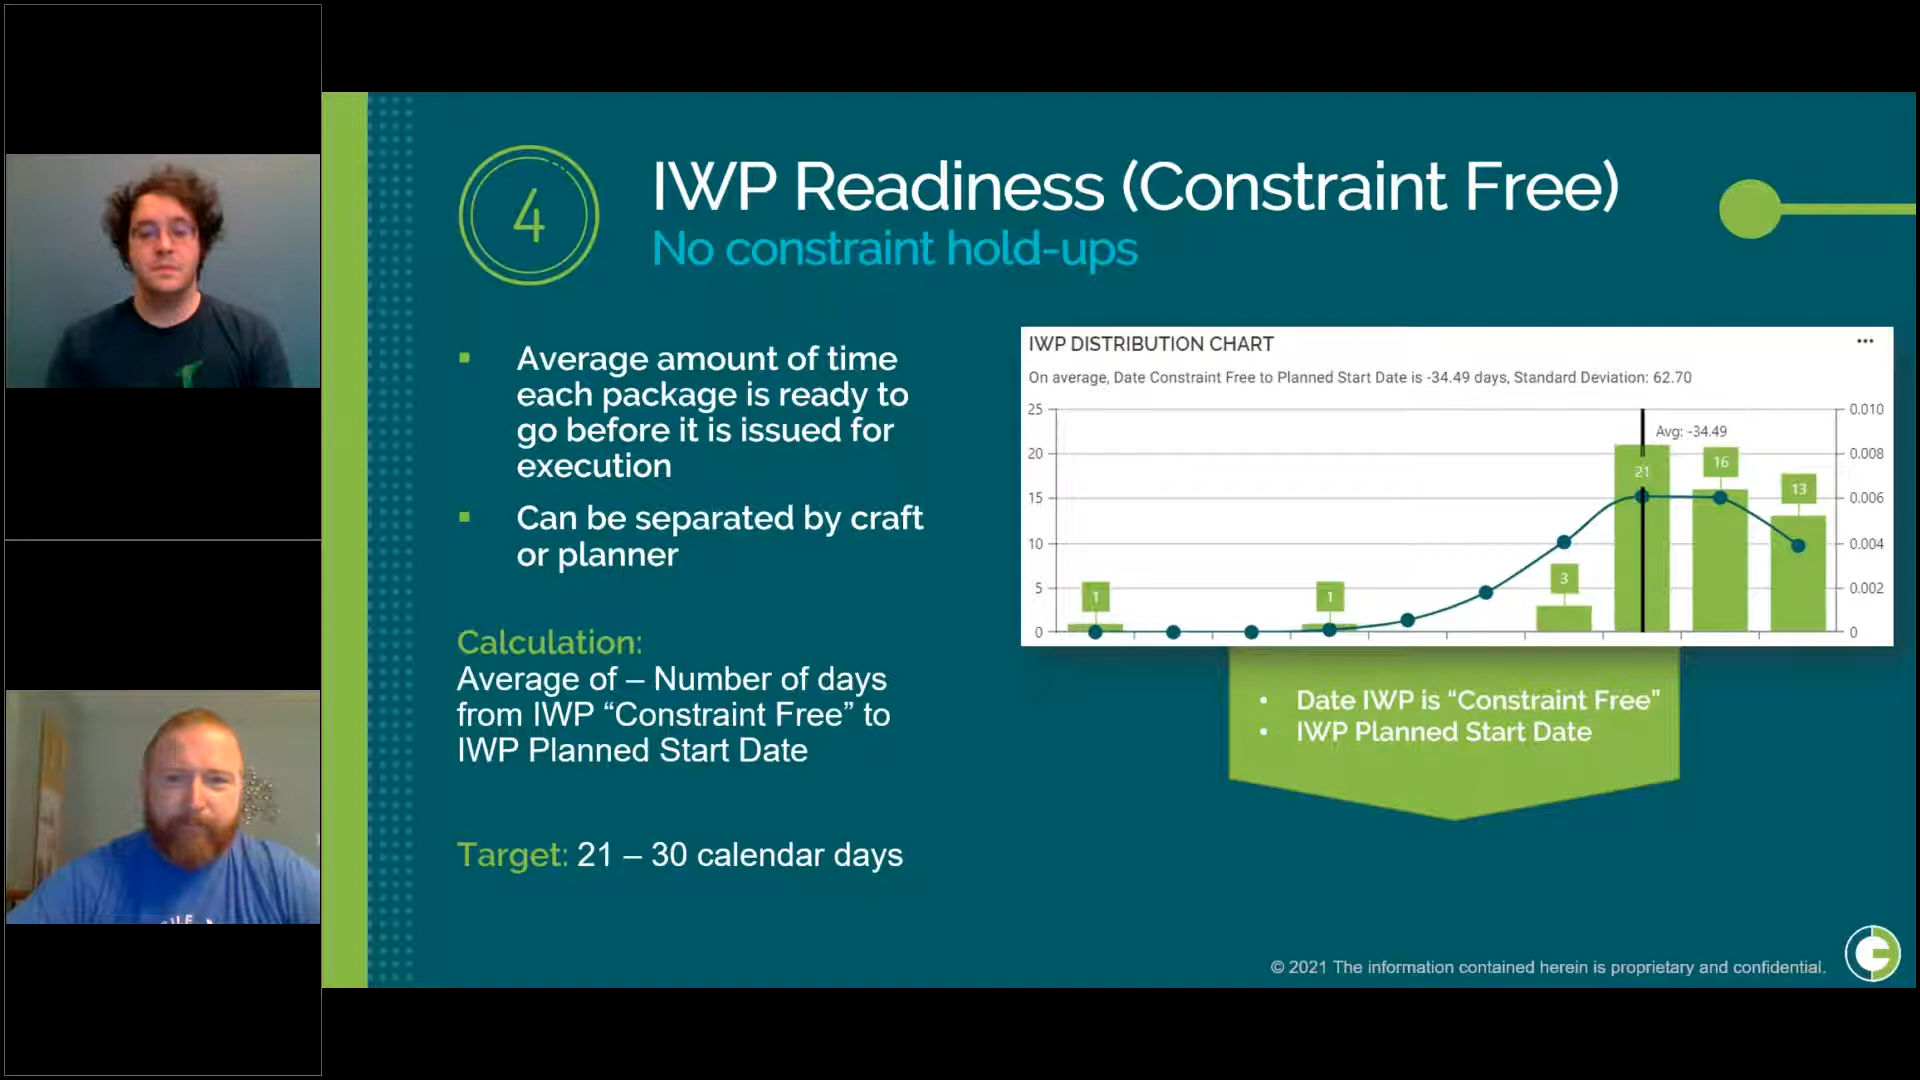 4
IWP Readiness (Constraint Free)
No constraint hold-ups
▪ Average amount of time
each package is ready to
go before it is issued for
execution
▪ Can be separated by craft
or planner
Calculation:
Average of – Number of days
from IWP “Constraint Free” to
IWP Planned Start Date
Target: 21 – 30 calendar days
IWP DISTRIBUTION CHART
On average, Date Constraint Free to Planned Start Date is -34.49 days, Standard Deviation: 62.70
25
20
15
10
5
0
0.010
0.008
0.006
0.004
0.002
0
Avg: -34.49
1
1
3
21
16
13
• Date IWP is “Constraint Free”
• IWP Planned Start Date
© 2021 The information contained herein is proprietary and confidential.